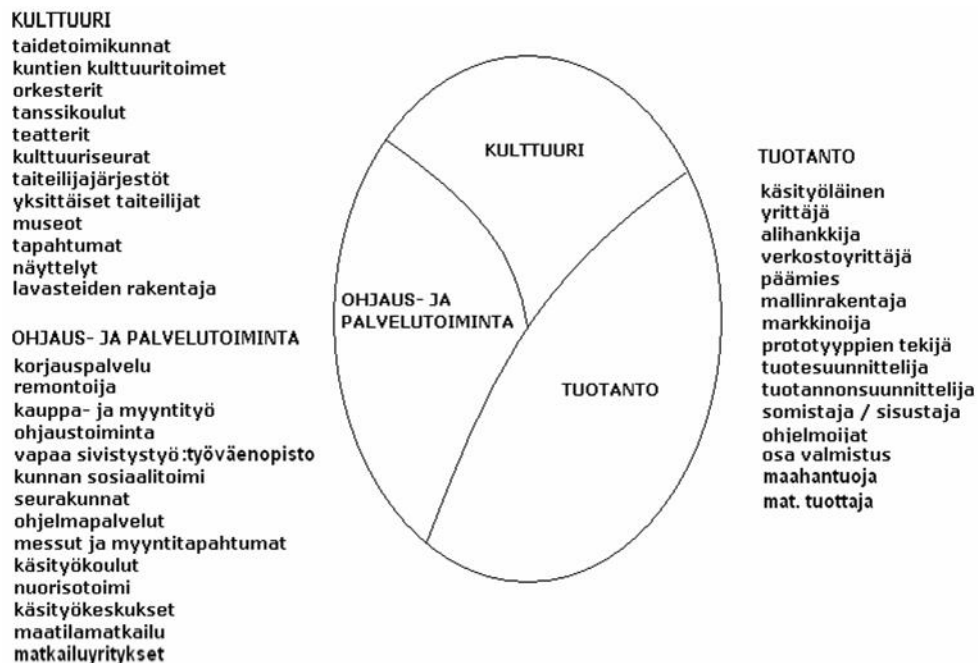 KULTTUURI
taidetoimikunnat
kuntien kulttuuritoimet
orkesterit
tanssikoulut
teatterit
kulttuuriseurat
taiteilijajärjestöt
yksittäiset taiteilijat
museot
tapahtumat
näyttelyt
lavasteiden rakentaja
OHJAUS- JA PALVELUTOIMINTA
korjauspalvelu
remontoija
kauppa- ja myyntityö
ohjaustoiminta
vapaa sivistystyö:työväenopisto
kunnan sosiaalitoimi
seurakunnat
ohjelmapalvelut
messut ja myyntitapahtumat
käsityökoulut
nuorisotoimi
käsityökeskukset
maatilamatkailu
matkailuyritykset
KULTTUURI
OHJAUS- JA
PALVELUTOIMINTA
TUOTANTO
TUOTANTO
käsityöläinen
yrittäjä
alihankkija
verkostoyrittäjä
päämies
mallinrakentaja
markkinoija
prototyyppien tekijä
tuotesuunnittelija
tuotannonsuunnittelija
somistaja / sisustaja
ohjelmoijat
osa valmistus
maahantuoja
mat. tuottaja